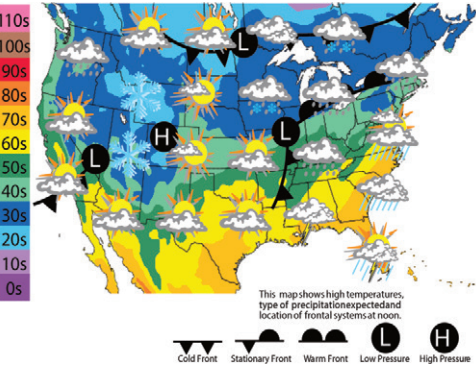 110s
100s
90s
80s
70s
60s
50s
40s
30s
20s
10s
0s
L
H
L
L
This map shows high temperatures,
type of precipitationexpectedand
location of frontal systems at noon.
L
H
Cold Front
Stationary Front
Warm Front
Low Pressure
High Pressure